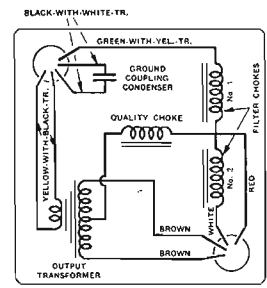 BLACK-WITH-WHITE-TR.
GREEN-WITH-YEL.-TR.
GROUND
COUPLING
CONDENSER
No. 1
FILTER CHOKES
YELLOW-WITH-BLACK-TR.
QUALITY CHOKE
No. 2
RED
WHITE
BROWN
BROWN
OUTPUT
TRANSFORMER